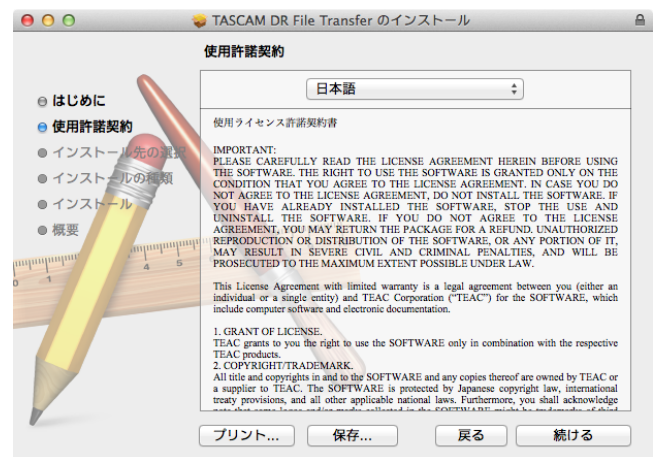 TASCAM DR File Transfer のインストール
使用許諾契約
はじめに
使用許諾契約
インストール先の選択
インストールの種類
インストール
概要
日本語
使用ライセンス許諾契約書
IMPORTANT:
PLEASE CAREFULLY READ THE LICENSE AGREEMENT HEREIN BEFORE USING
THE SOFTWARE. THE RIGHT TO USE THE SOFTWARE IS GRANTED ONLY ON THE
CONDITION THAT YOU AGREE TO THE LICENSE AGREEMENT. IN CASE YOU DO
NOT AGREE TO THE LICENSE AGREEMENT, DO NOT INSTALL THE SOFTWARE. IF
YOU HAVE ALREADY INSTALLED THE SOFTWARE, STOP THE USE AND
UNINSTALL THE SOFTWARE. IF YOU DO NOT AGREE TO THE LICENSE
AGREEMENT, YOU MAY RETURN THE PACKAGE FOR A REFUND. UNAUTHORIZED
REPRODUCTION OR DISTRIBUTION OF THE SOFTWARE, OR ANY PORTION OF IT,
MAY RESULT IN SEVERE CIVIL AND CRIMINAL PENALTIES, AND WILL BE
PROSECUTED TO THE MAXIMUM EXTENT POSSIBLE UNDER LAW.
This License Agreement with limited warranty is a legal agreement between you (either an
individual or a single entity) and TEAC Corporation (“TEAC”) for the SOFTWARE, which
include computer software and electronic documentation.
1. GRANT OF LICENSE.
TEAC grants to you the right to use the SOFTWARE only in combination with the respective
TEAC products.
2. COPYRIGHT/TRADEMARK.
All title and copyrights in and to the SOFTWARE and any copies thereof are owned by TEAC or
a supplier to TEAC. The SOFTWARE is protected by Japanese copyright law, international
treaty provisions, and all other applicable national laws. Furthermore, you shall acknowledge
0 1 4 5
プリント... 保存... 戻る 続ける